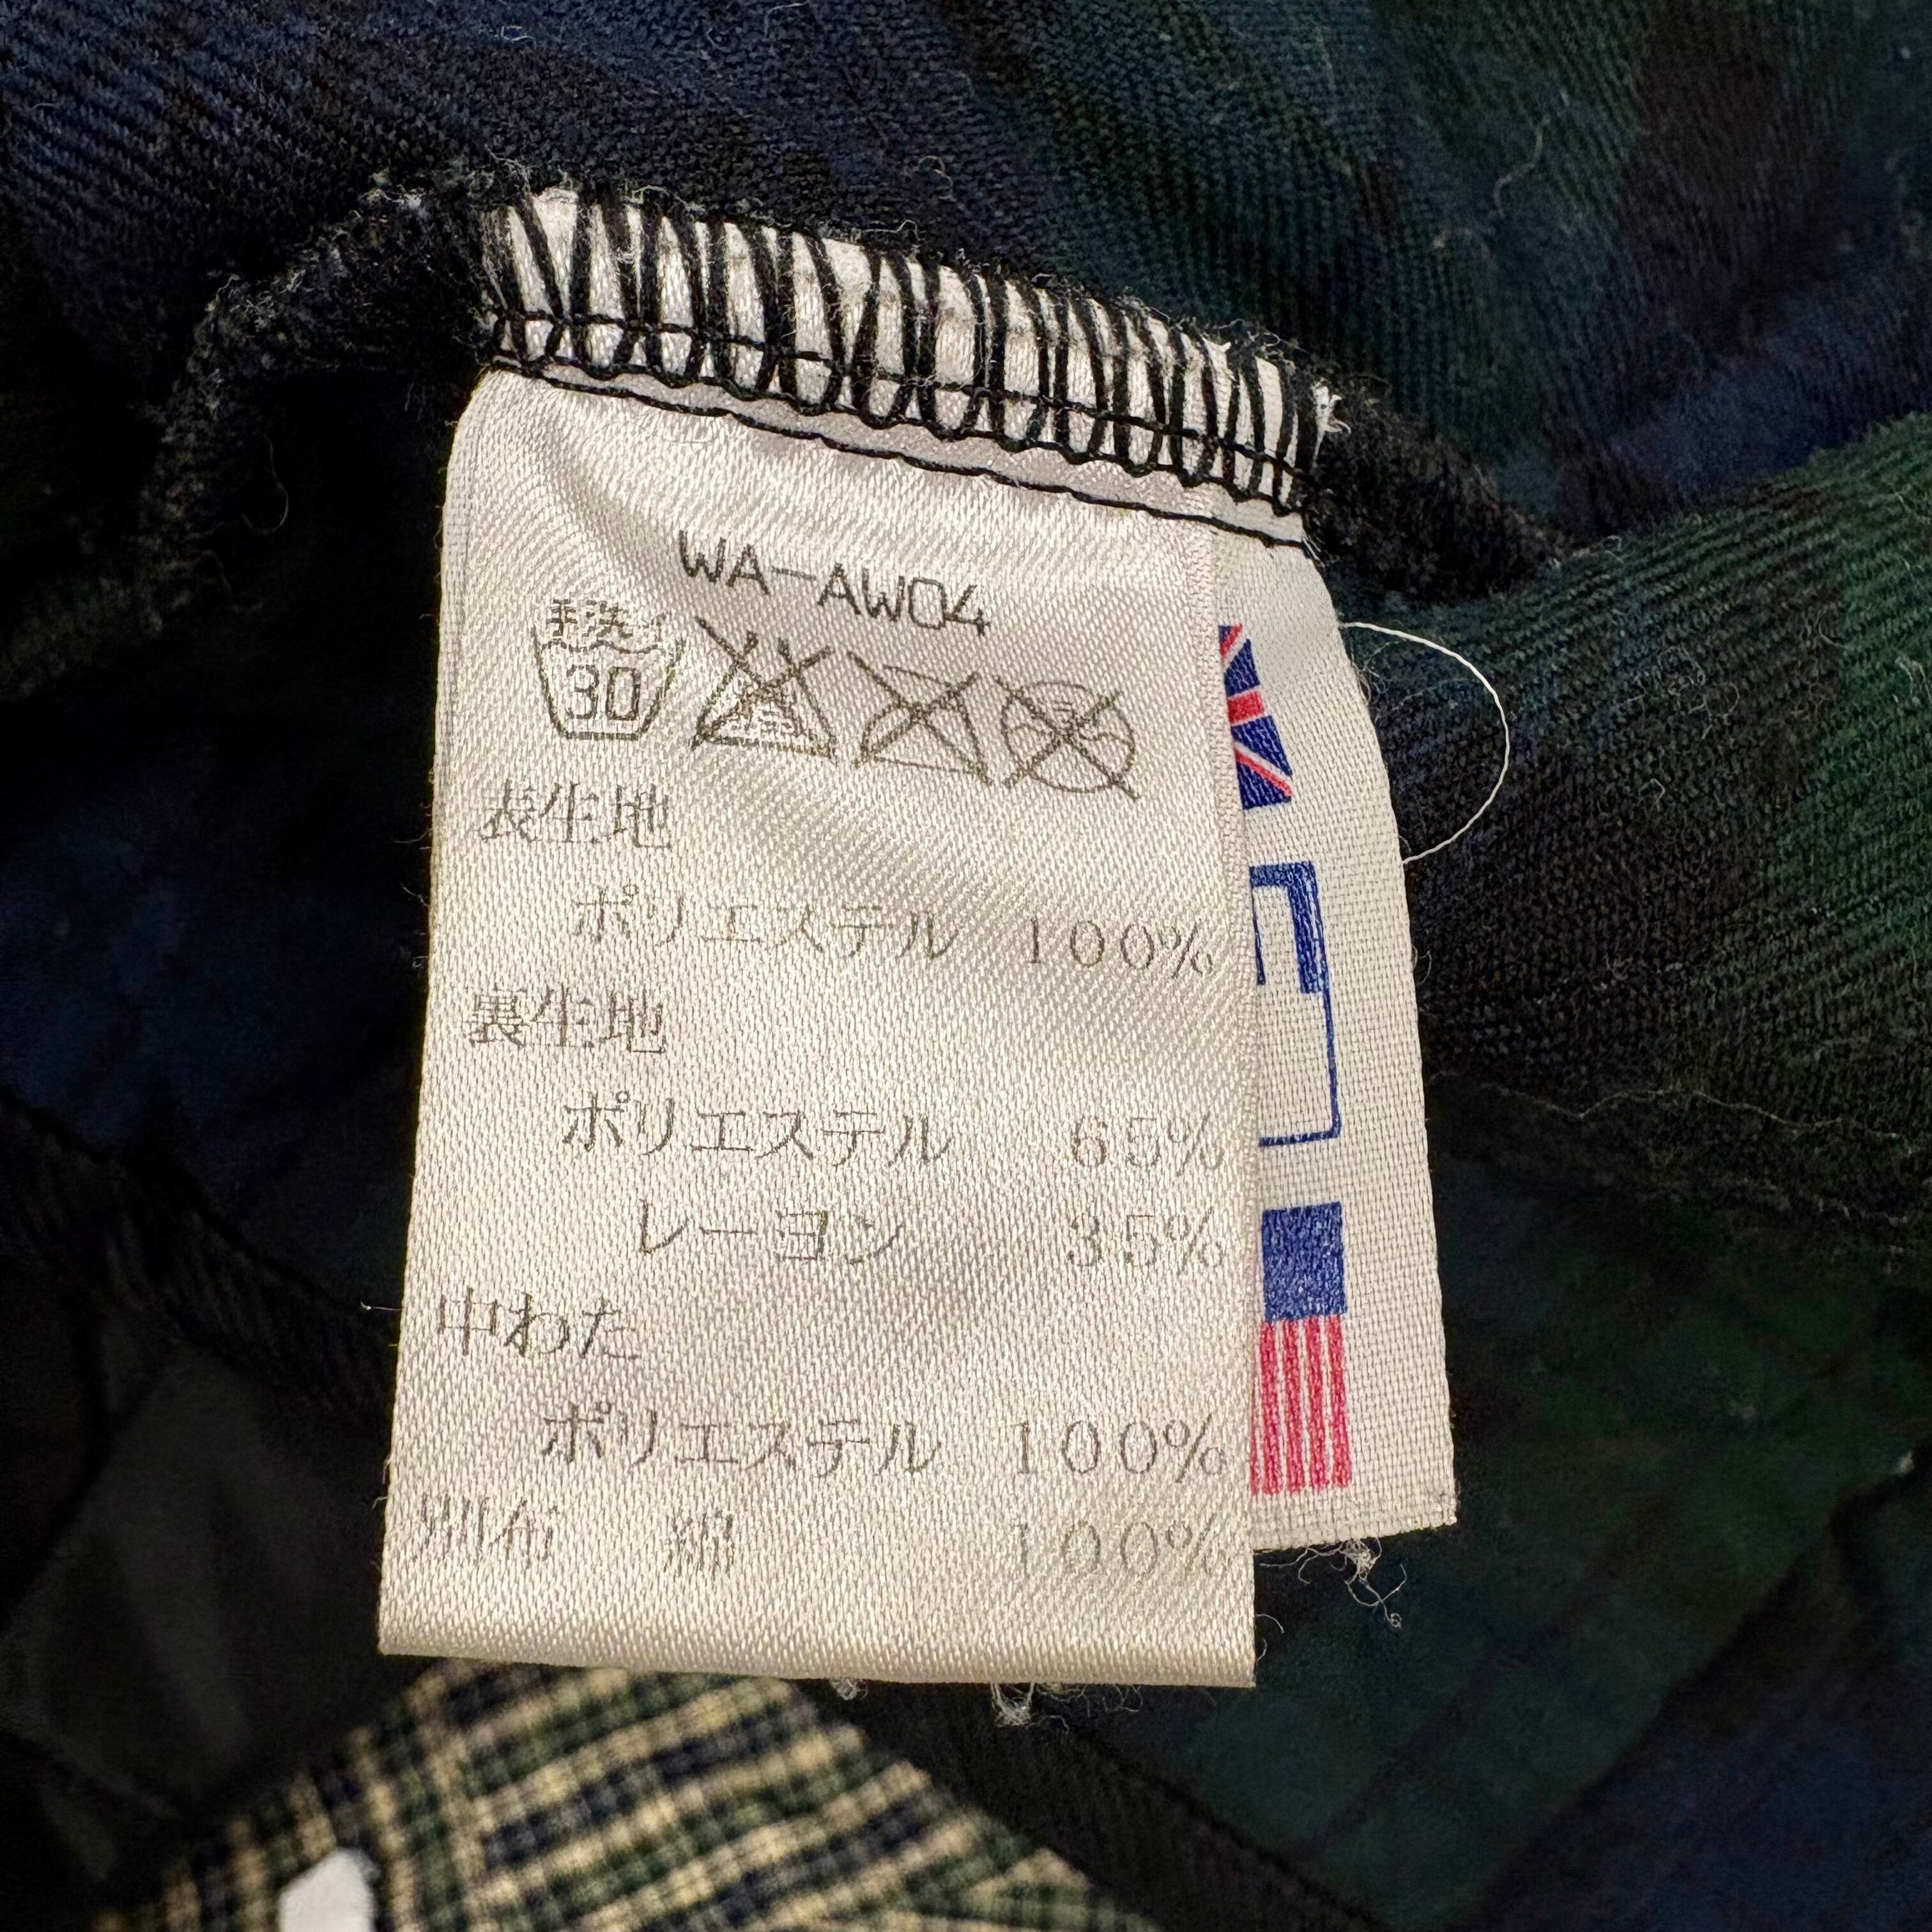 WA-AW04
手洗イ
30
表生地
ポリエステル 100%
裏生地
ポリエステル 65%
レーヨン 35%
中わた
ポリエステル 100%
別布 綿 100%